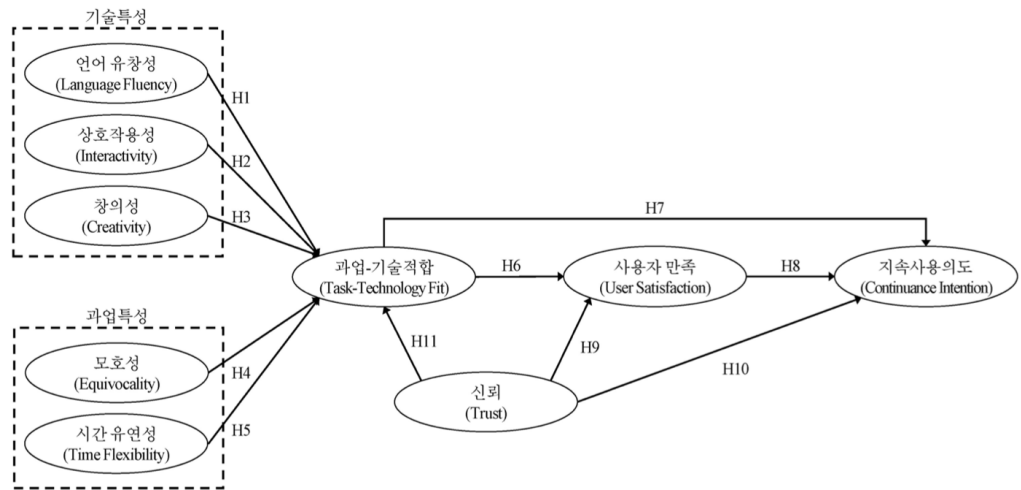 기술특성
언어 유창성
(Language Fluency)
H1
상호작용성
(Interactivity)
H2
창의성
(Creativity)
H3
H7
과업-기술적합
(Task-Technology Fit)
H6
사용자 만족
(User Satisfaction)
H8
지속사용의도
(Continuance Intention)
과업특성
모호성
(Equivocality)
H4
시간 유연성
(Time Flexibility)
H5
H11
H9
H10
신뢰
(Trust)